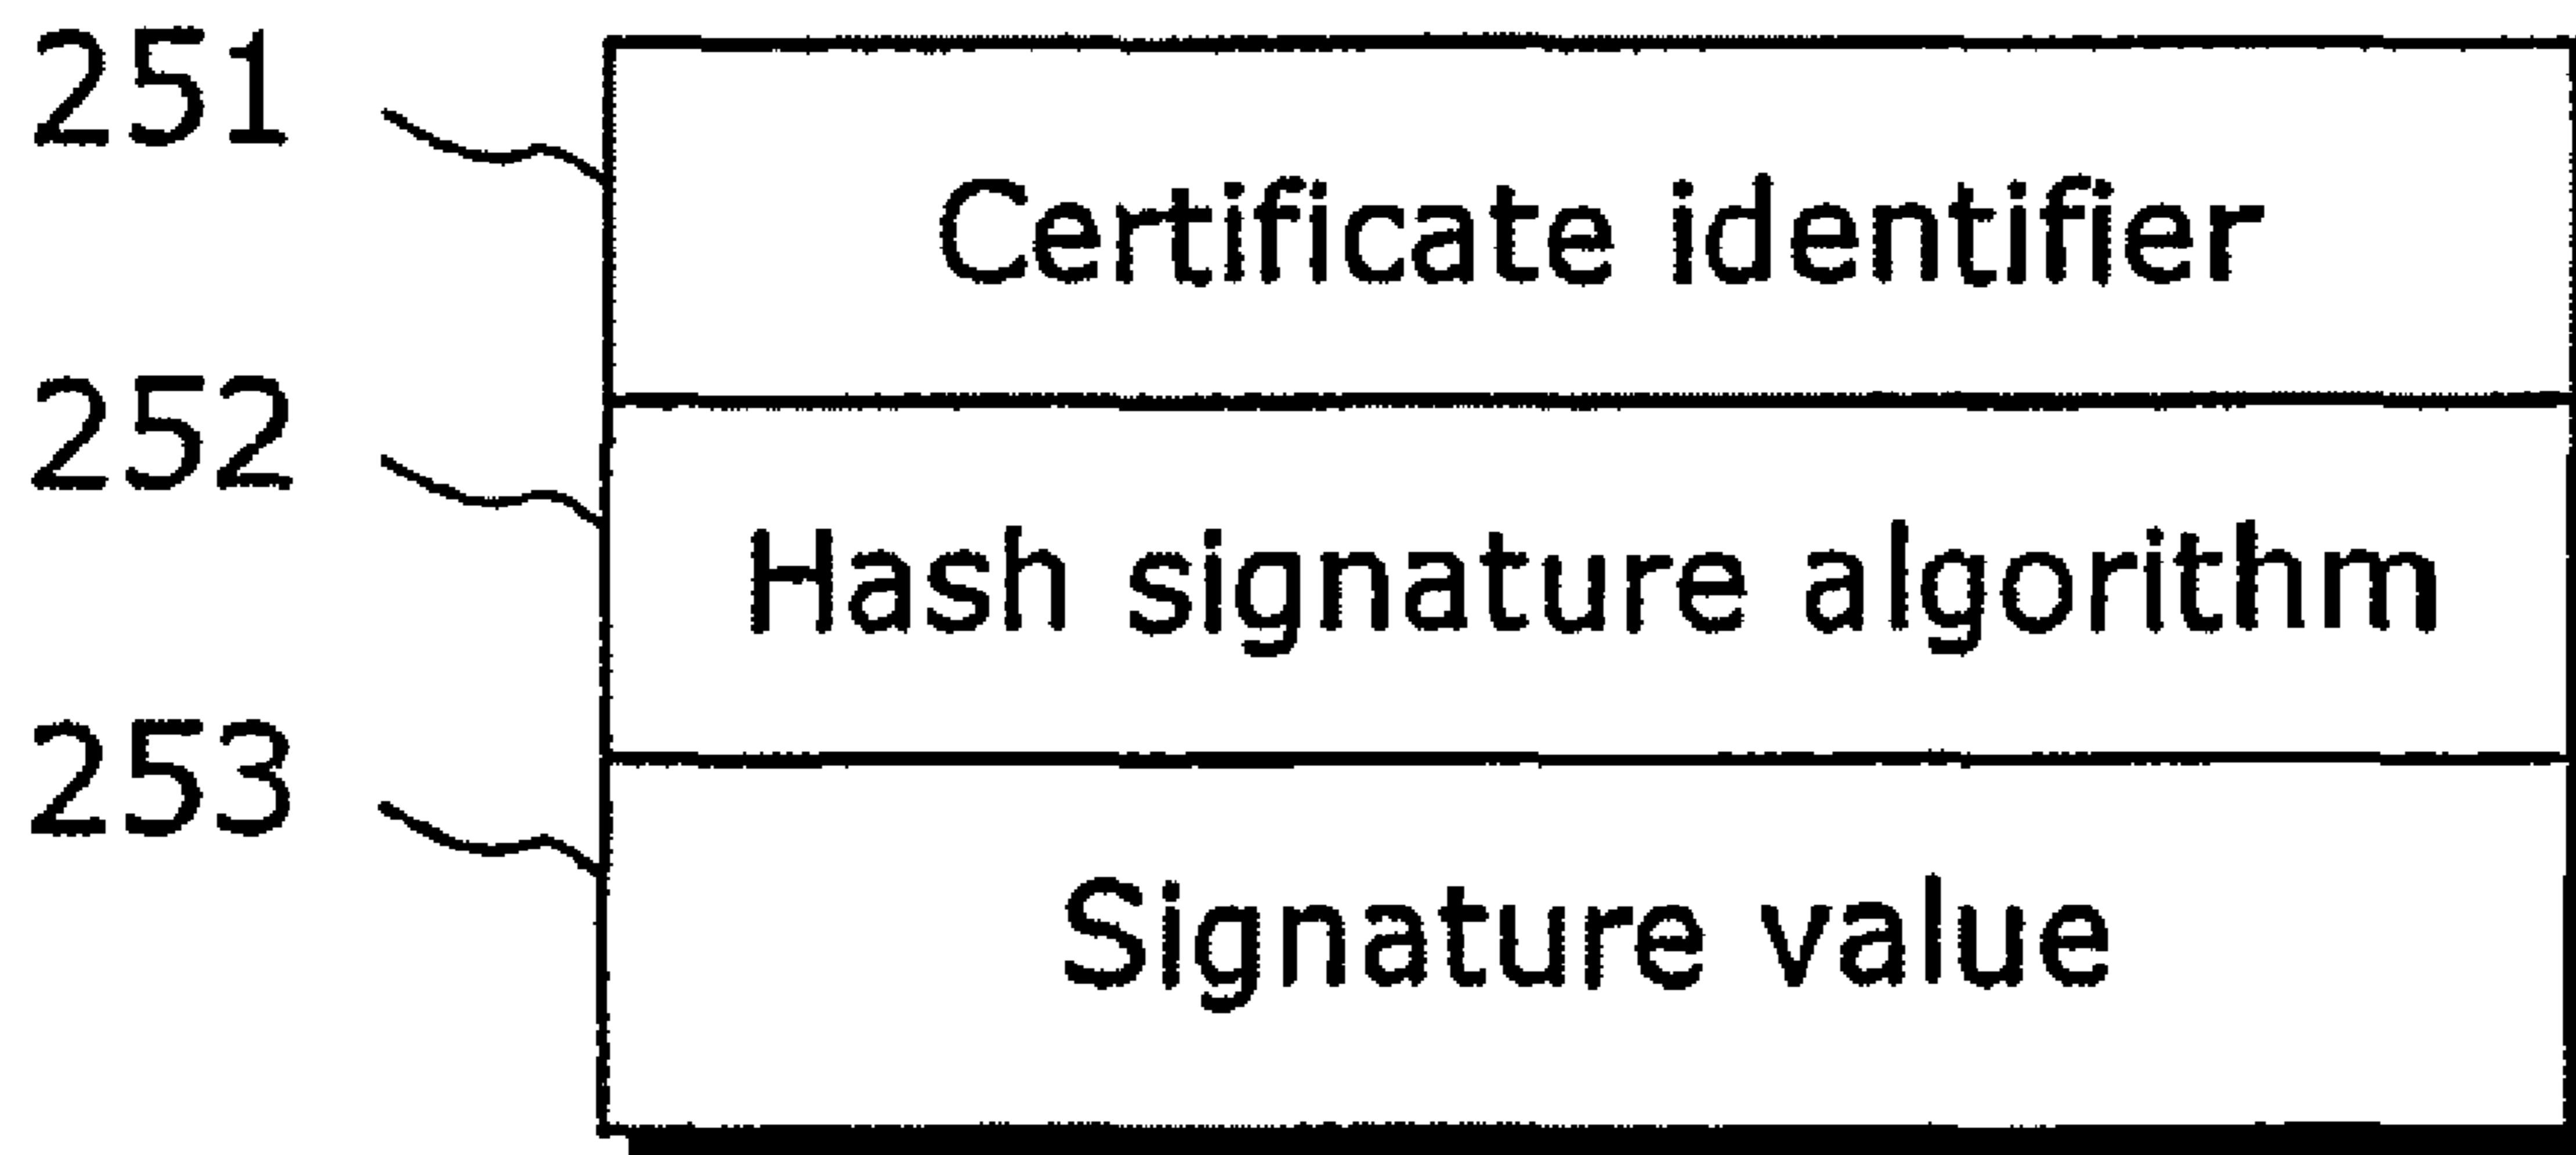 251 Certificate identifier
252 Hash signature algorithm
253 Signature value